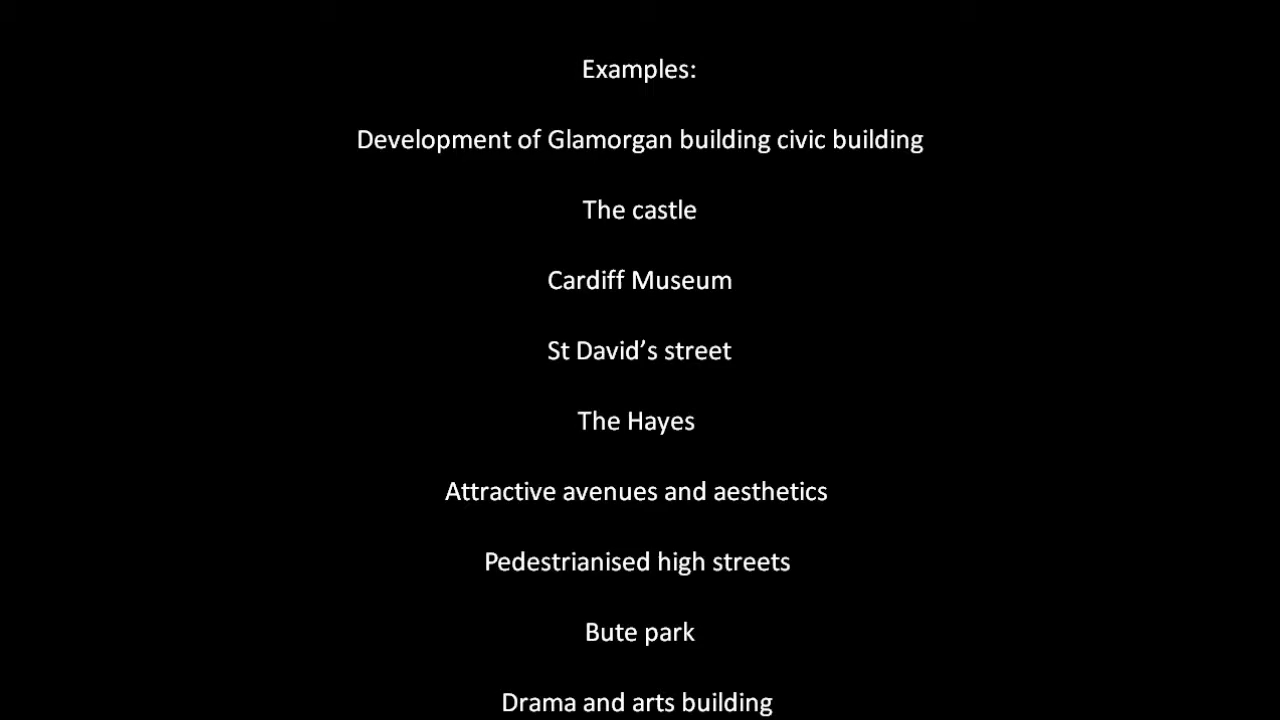 Examples:
Development of Glamorgan building civic building
The castle
Cardiff Museum
St David’s street
The Hayes
Attractive avenues and aesthetics
Pedestrianised high streets
Bute park
Drama and arts building